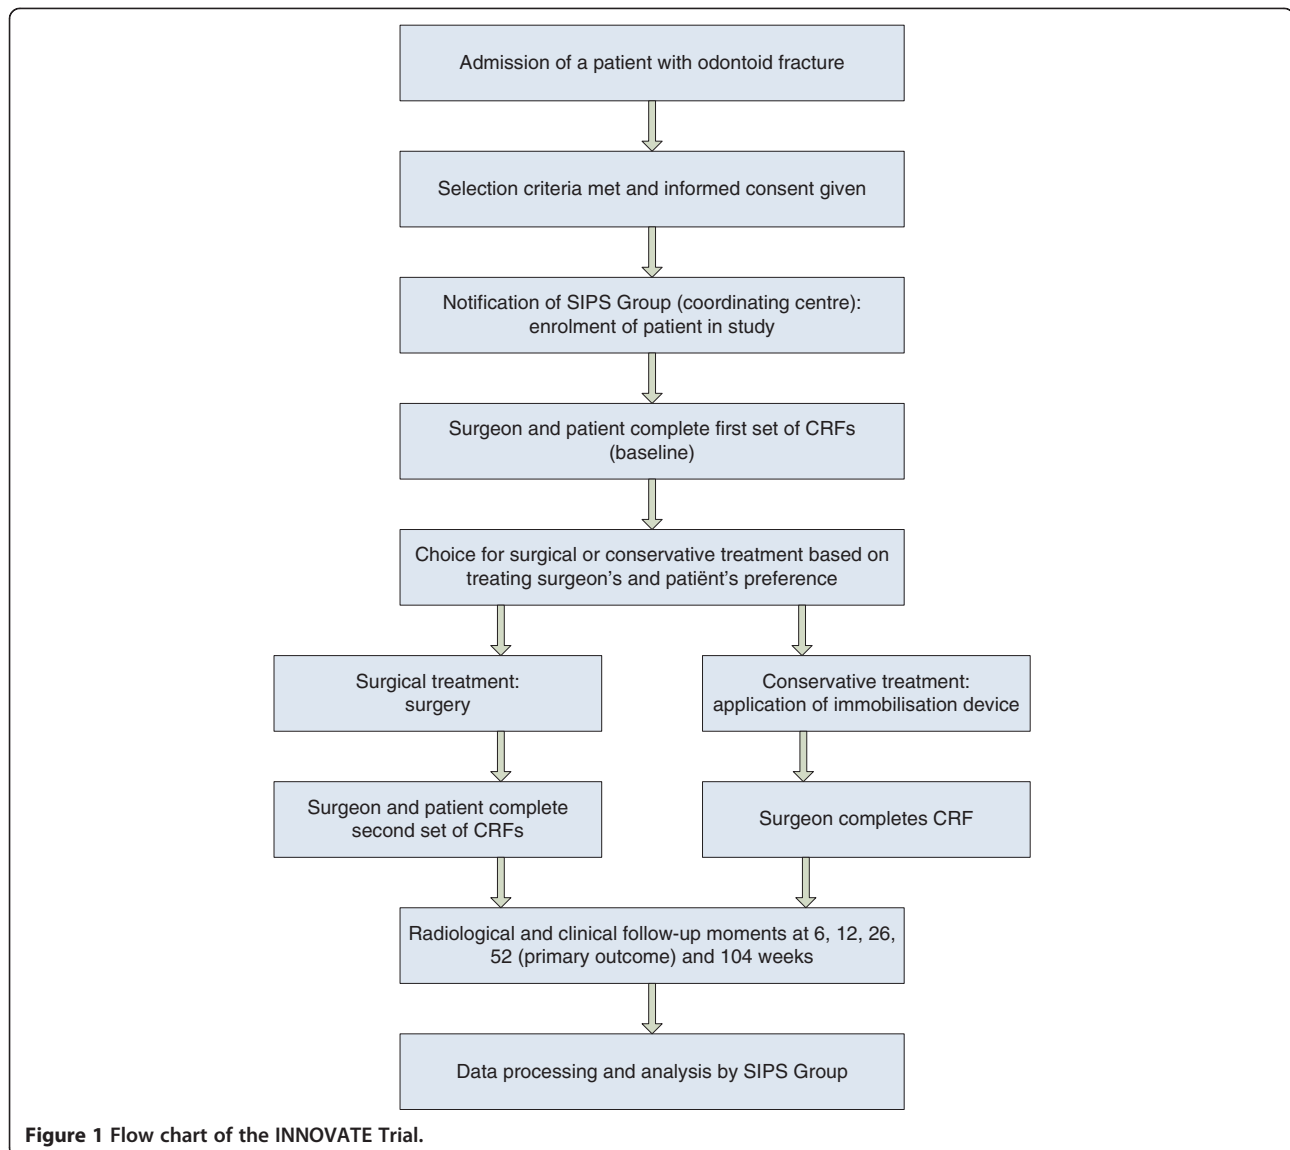 Admission of a patient with odontoid fracture
Selection criteria met and informed consent given
Notification of SIPS Group (coordinating centre):
enrolment of patient in study
Surgeon and patient complete first set of CRFs
(baseline)
Choice for surgical or conservative treatment based on
treating surgeon’s and patiënt’s preference
Surgical treatment:
surgery
Conservative treatment:
application of immobilisation device
Surgeon and patient complete
second set of CRFs
Surgeon completes CRF
Radiological and clinical follow-up moments at 6, 12, 26,
52 (primary outcome) and 104 weeks
Data processing and analysis by SIPS Group
Figure 1 Flow chart of the INNOVATE Trial.